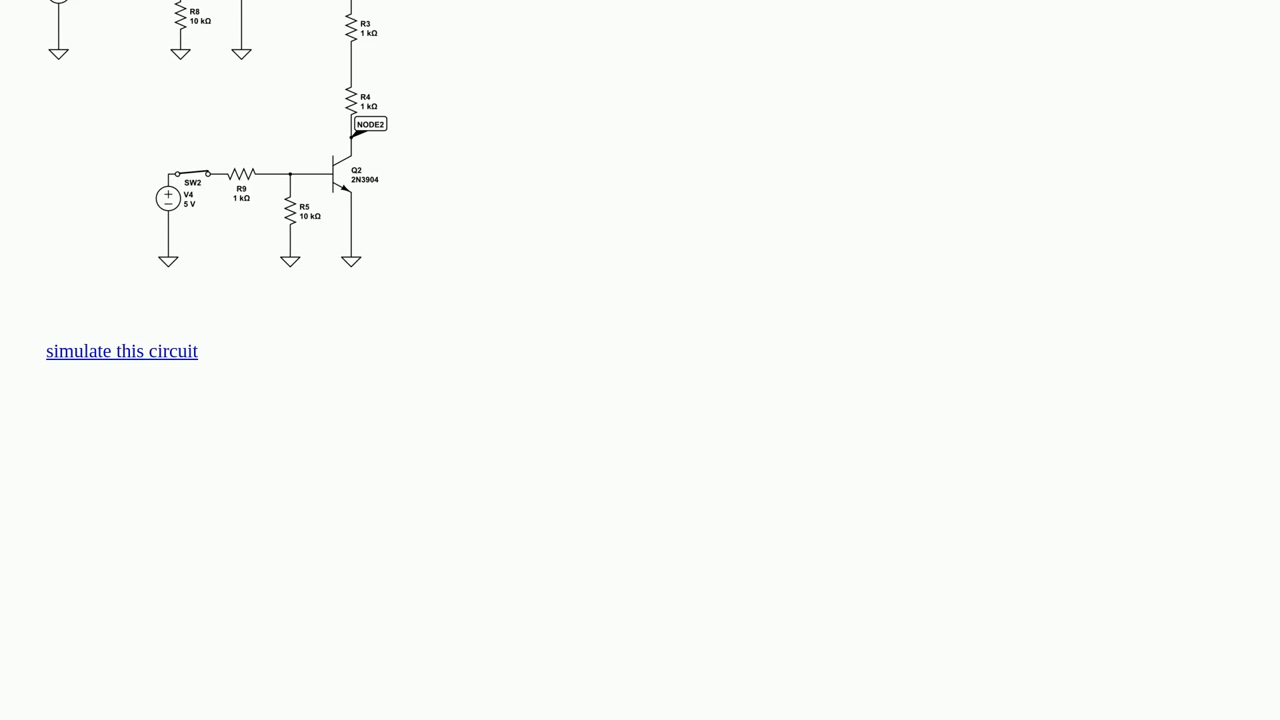 R8
10 kΩ
R3
1 kΩ
R4
1 kΩ
NODE2
Q2
2N3904
SW2
R9
1 kΩ
V4
5 V
R5
10 kΩ
simulate this circuit